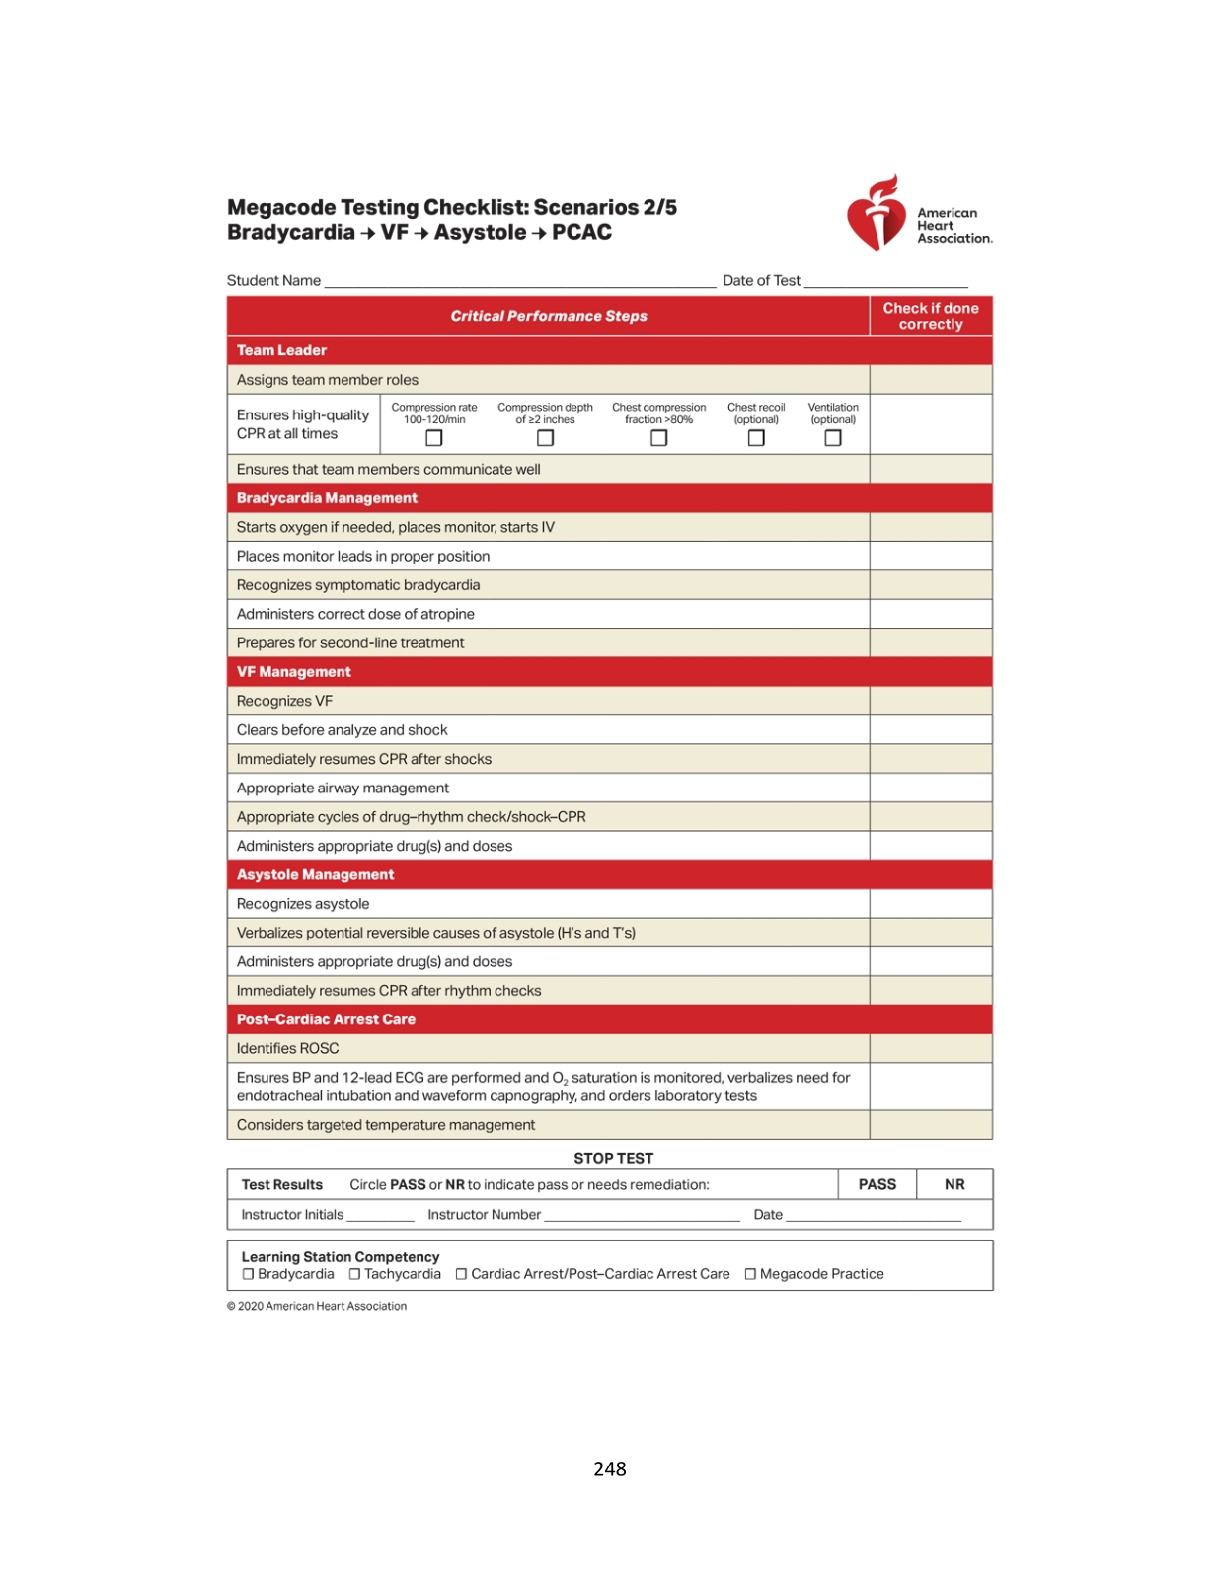 Megacode Testing Checklist: Scenarios 2/5
Bradycardia → VF → Asystole → PCAC
American
Heart
Association.
Student Name ______ Date of Test ______
Critical Performance Steps
Check if done
correctly
Team Leader
Assigns team member roles
Ensures high-quality
CPR at all times
Compression rate
100-120/min
☐
Compression depth
of ≥2 inches
☐
Chest compression
fraction >80%
☐
Chest recoil
(optional)
☐
Ventilation
(optional)
☐
Ensures that team members communicate well
Bradycardia Management
Starts oxygen if needed, places monitor, starts IV
Places monitor leads in proper position
Recognizes symptomatic bradycardia
Administers correct dose of atropine
Prepares for second-line treatment
VF Management
Recognizes VF
Clears before analyze and shock
Immediately resumes CPR after shocks
Appropriate airway management
Appropriate cycles of drug–rhythm check/shock–CPR
Administers appropriate drug(s) and doses
Asystole Management
Recognizes asystole
Verbalizes potential reversible causes of asystole (H's and T's)
Administers appropriate drug(s) and doses
Immediately resumes CPR after rhythm checks
Post–Cardiac Arrest Care
Identifies ROSC
Ensures BP and 12-lead ECG are performed and O₂ saturation is monitored, verbalizes need for
endotracheal intubation and waveform capnography, and orders laboratory tests
Considers targeted temperature management
STOP TEST
Test Results Circle PASS or NR to indicate pass or needs remediation: PASS NR
Instructor Initials ______ Instructor Number ______ Date ______
Learning Station Competency
☐ Bradycardia ☐ Tachycardia ☐ Cardiac Arrest/Post–Cardiac Arrest Care ☐ Megacode Practice
© 2020 American Heart Association
248